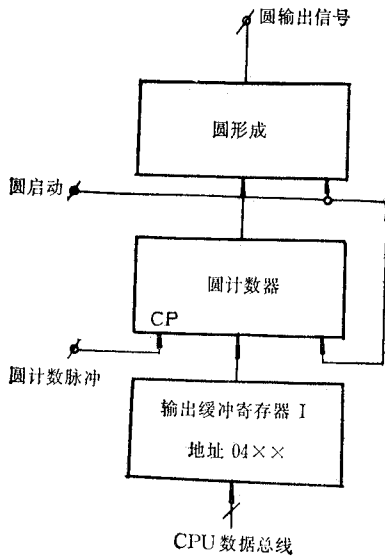 圆输出信号
圆形成
圆启动
圆计数器
CP
圆计数脉冲
输出缓冲寄存器 I
地址 04××
CPU数据总线